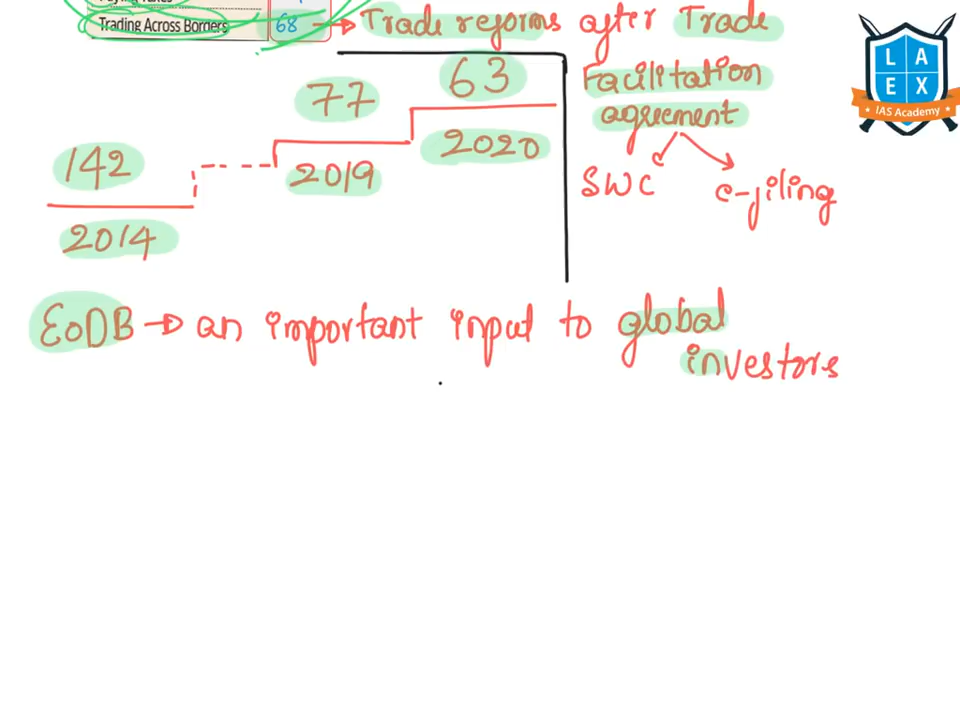 Trading Across Borders 68 → Trade reforms after Trade
Facilitation
agreement
SWC e-filing
142
2014
77
2019
63
2020
EoDB → an important input to global
investors
LAEX
IAS Academy